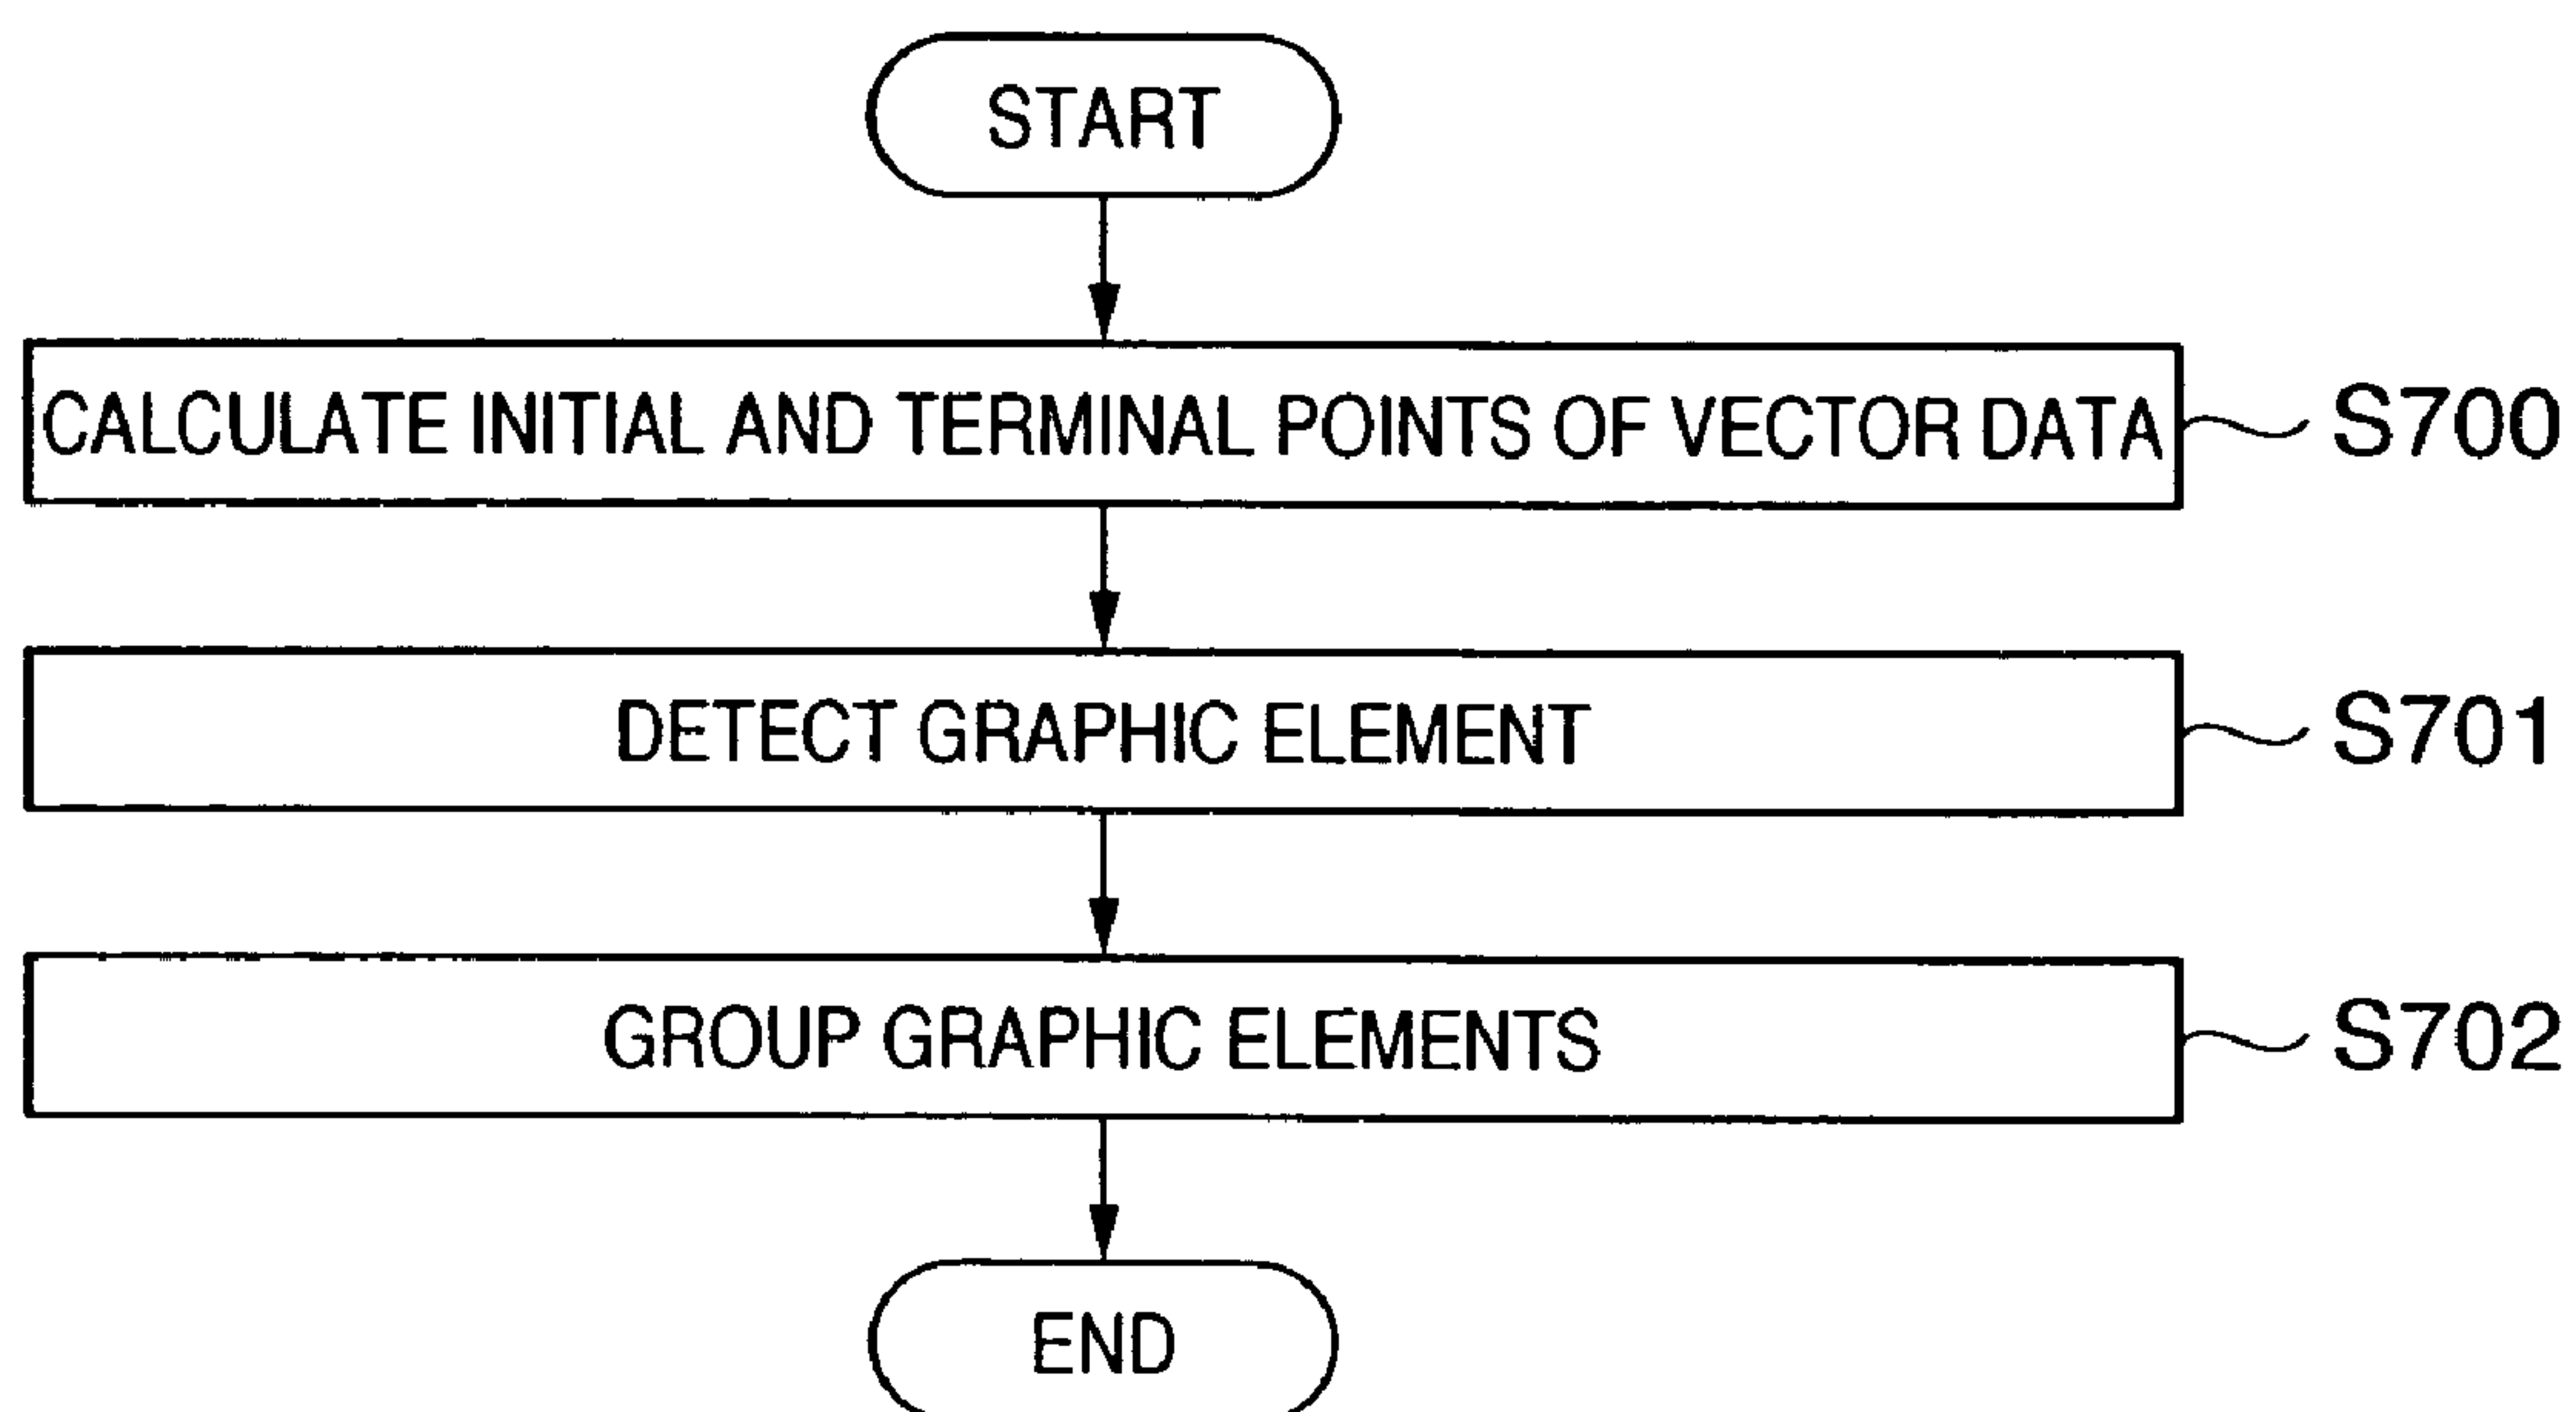 START
CALCULATE INITIAL AND TERMINAL POINTS OF VECTOR DATA S700
DETECT GRAPHIC ELEMENT S701
GROUP GRAPHIC ELEMENTS S702
END